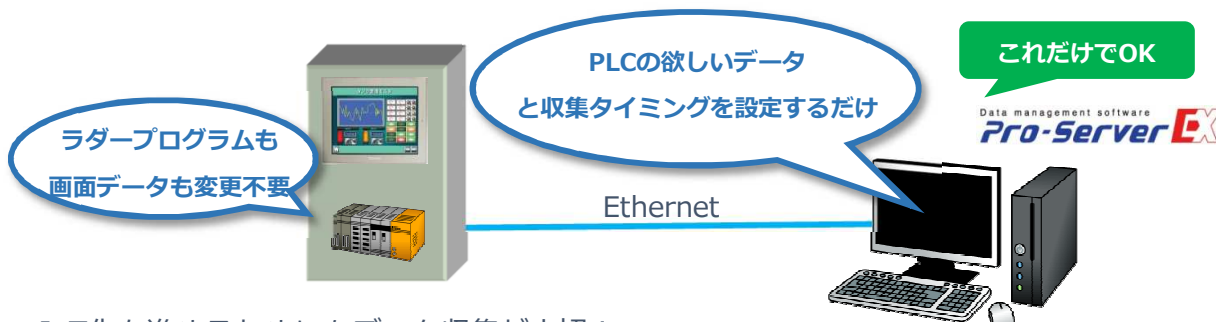 これだけでOK
PLCの欲しいデータ
と収集タイミングを設定するだけ
Data management software
Pro-Server EX
ラダープログラムも
画面データも変更不要
Ethernet